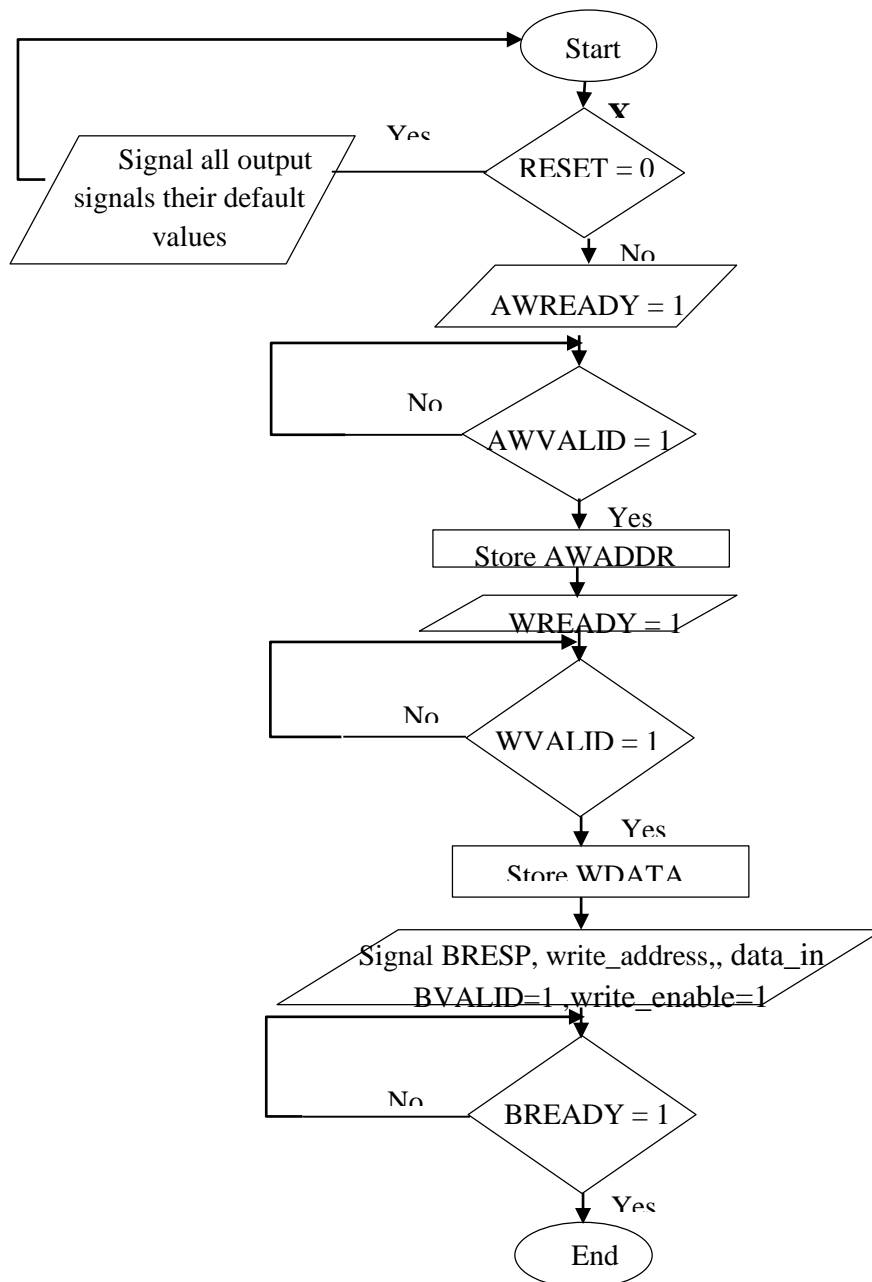 Start
Yes
RESET = 0
Signal all output
signals their default
values
No
AWREADY = 1
No
AWVALID = 1
Yes
Store AWADDR
WREADY = 1
No
WVALID = 1
Yes
Store WDATA
Signal BRESP, write_address,, data_in
BVALID=1 ,write_enable=1
No
BREADY = 1
Yes
End